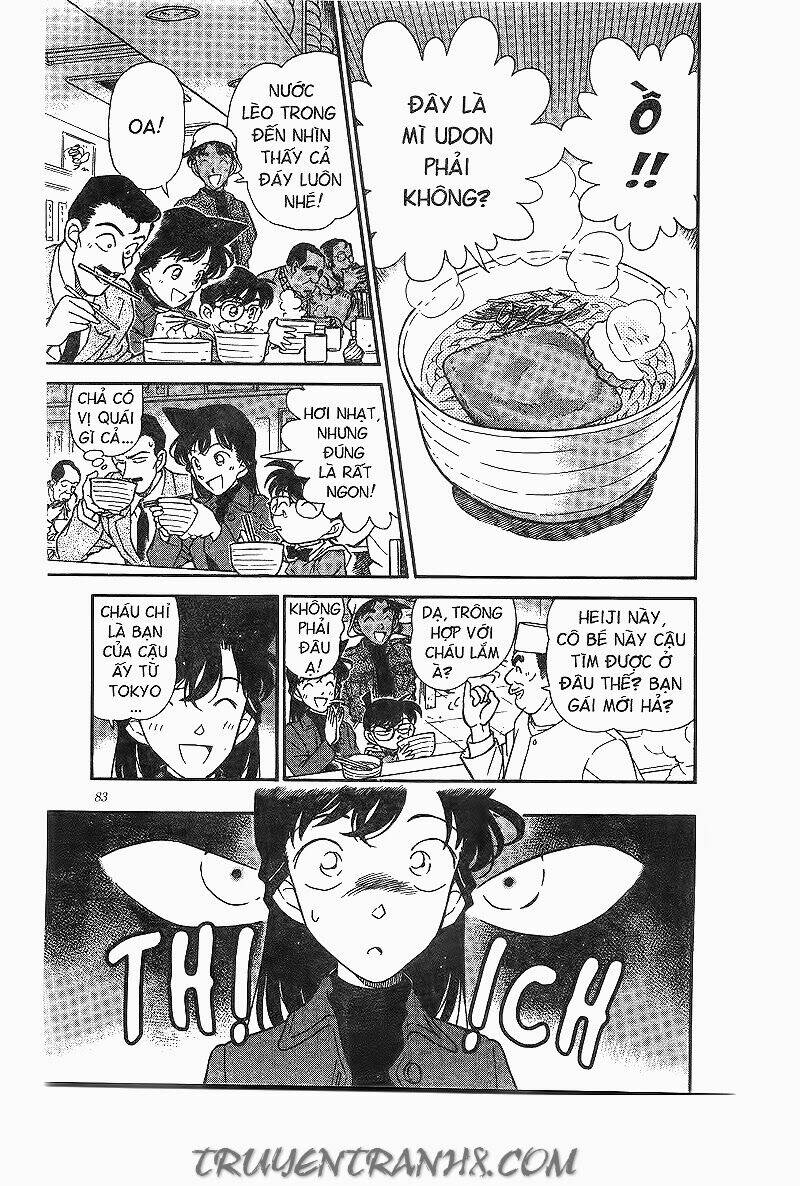 Ồ
!!
ĐÂY LÀ
MÌ UDON
PHẢI
KHÔNG?
NƯỚC
LÈO TRONG
ĐẾN NHÌN
THẤY CẢ
ĐÁY LUÔN
NHÉ!
OA!
HƠI NHẠT,
NHƯNG
ĐÚNG
LÀ RẤT
NGON!
CHẢ CÓ
VỊ QUÁI
GÌ CẢ...
HEIJI NÀY,
CÔ BÉ NÀY CẬU
TÌM ĐƯỢC Ở
ĐÂU THẾ? BẠN
GÁI MỚI HẢ?
DẠ, TRÔNG
HỢP VỚI
CHÁU LẮM
À?
KHÔNG
PHẢI
ĐÂU
Ạ!
CHÁU CHỈ
LÀ BẠN
CỦA CẬU
ẤY TỪ
TOKYO
...
83
THỊ
ỊCH
TRUYENTRANH8.COM